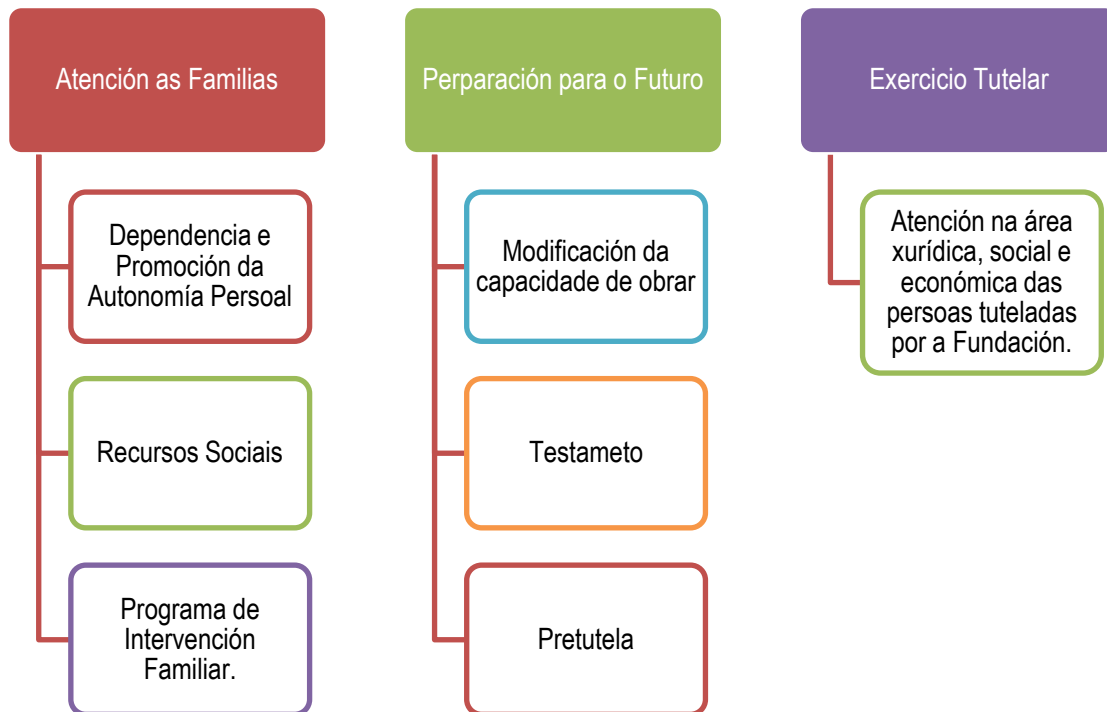 Atención as Familias
Dependencia e
Promoción da
Autonomía Persoal
Recursos Sociais
Programa de
Intervención
Familiar.
Perparación para o Futuro
Modificación da
capacidade de obrar
Testameto
Pretutela
Exercicio Tutelar
Atención na área
xurídica, social e
económica das
persoas tuteladas
por a Fundación.